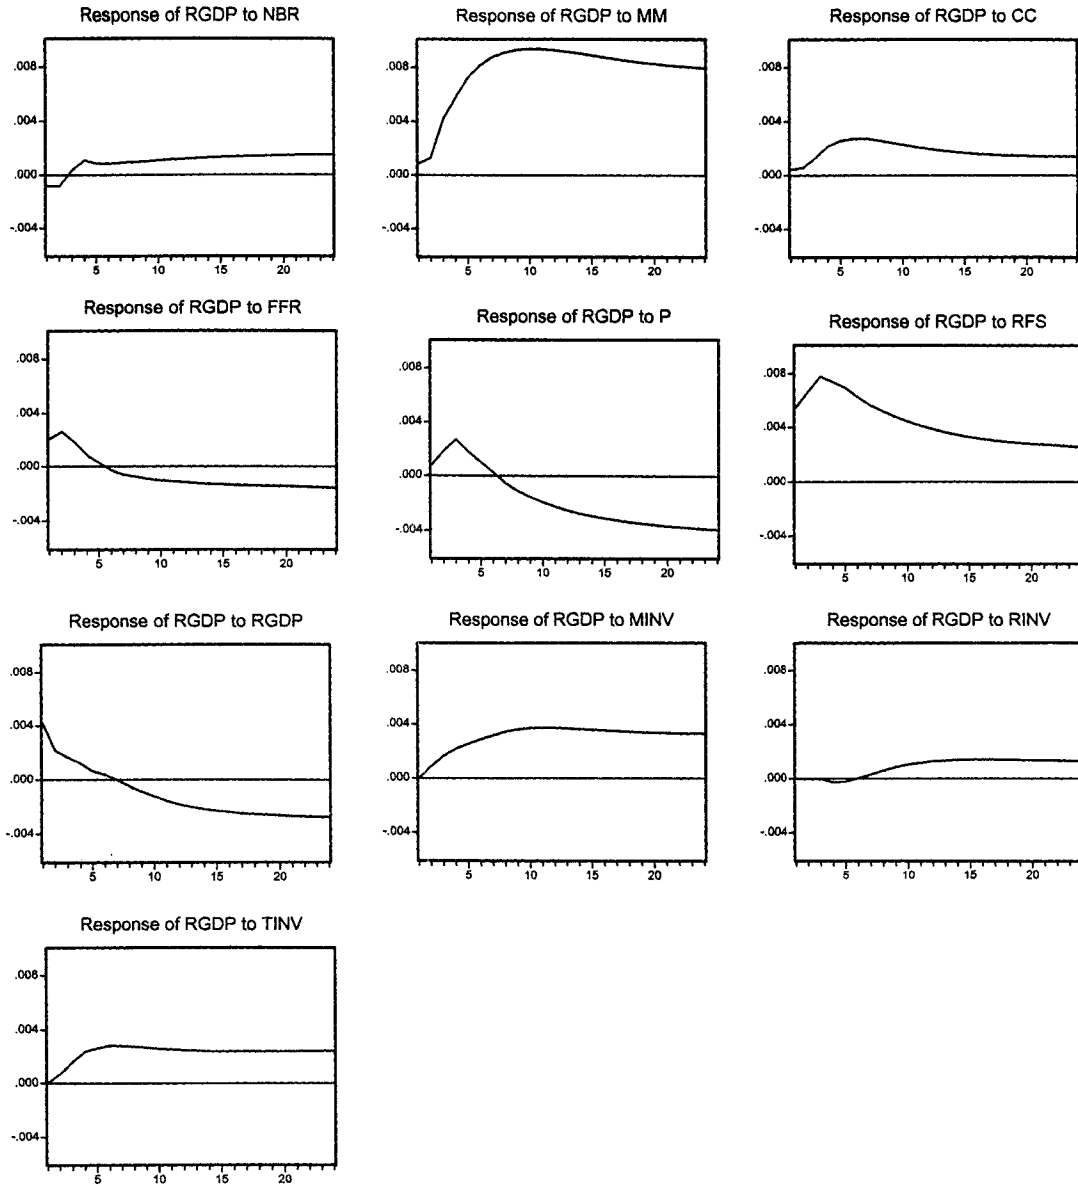 Response of RGDP to NBR
.008
.004
.000
-.004
5 10 15 20
Response of RGDP to MM
.008
.004
.000
-.004
5 10 15 20
Response of RGDP to CC
.008
.004
.000
-.004
5 10 15 20
Response of RGDP to FFR
.008
.004
.000
-.004
5 10 15 20
Response of RGDP to P
.008
.004
.000
-.004
5 10 15 20
Response of RGDP to RFS
.008
.004
.000
-.004
5 10 15 20
Response of RGDP to RGDP
.008
.004
.000
-.004
5 10 15 20
Response of RGDP to MINV
.008
.004
.000
-.004
5 10 15 20
Response of RGDP to RINV
.008
.004
.000
-.004
5 10 15 20
Response of RGDP to TINV
.008
.004
.000
-.004
5 10 15 20